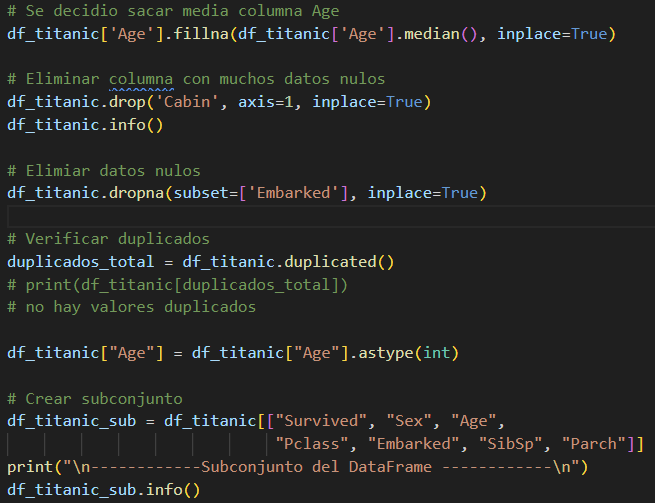 # Se decidio sacar media columna Age
df_titanic['Age'].fillna(df_titanic['Age'].median(), inplace=True)
# Eliminar columna con muchos datos nulos
df_titanic.drop('Cabin', axis=1, inplace=True)
df_titanic.info()
# Elimiar datos nulos
df_titanic.dropna(subset=['Embarked'], inplace=True)
# Verificar duplicados
duplicados_total = df_titanic.duplicated()
# print(df_titanic[duplicados_total])
# no hay valores duplicados
df_titanic["Age"] = df_titanic["Age"].astype(int)
# Crear subconjunto
df_titanic_sub = df_titanic[["Survived", "Sex", "Age",
"Pclass", "Embarked", "SibSp", "Parch"]]
print("\n------------Subconjunto del DataFrame ------------\n")
df_titanic_sub.info()